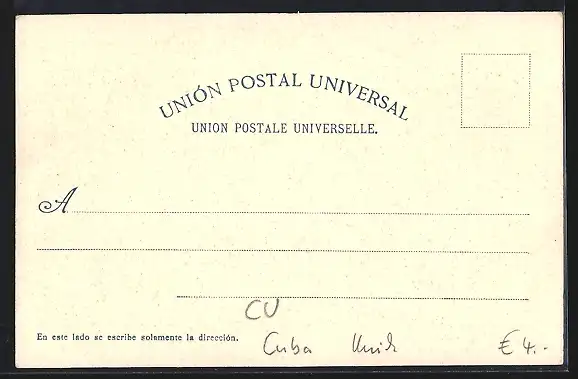 UNIÓN POSTAL UNIVERSAL
UNION POSTALE UNIVERSELLE.
A
CU
En este lado se escribe solamente la dirección.
Cuba € 4.-